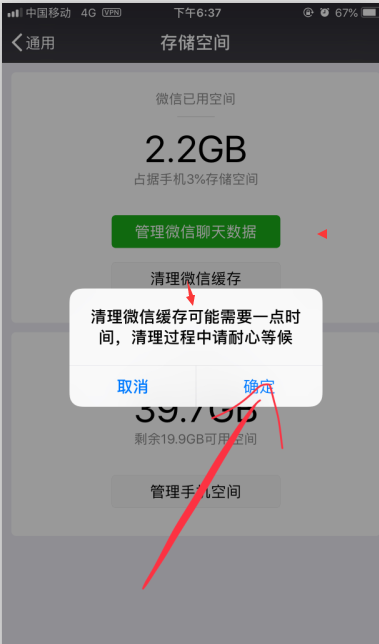 中国移动 4G VPN 下午6:37 67%
通用 存储空间
微信已用空间
2.2GB
占据手机3%存储空间
管理微信聊天数据
清理微信缓存
清理微信缓存可能需要一点时
间，清理过程中请耐心等候
取消 确定
39.7GB
剩余19.9GB可用空间
管理手机空间